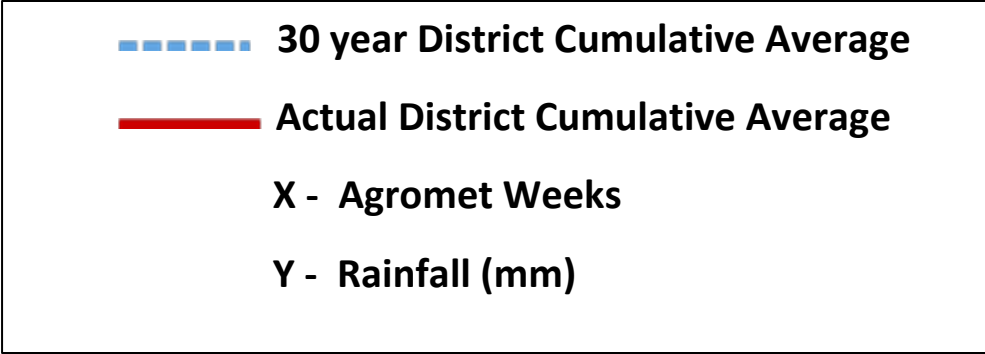 30 year District Cumulative Average
Actual District Cumulative Average
X - Agromet Weeks
Y - Rainfall (mm)